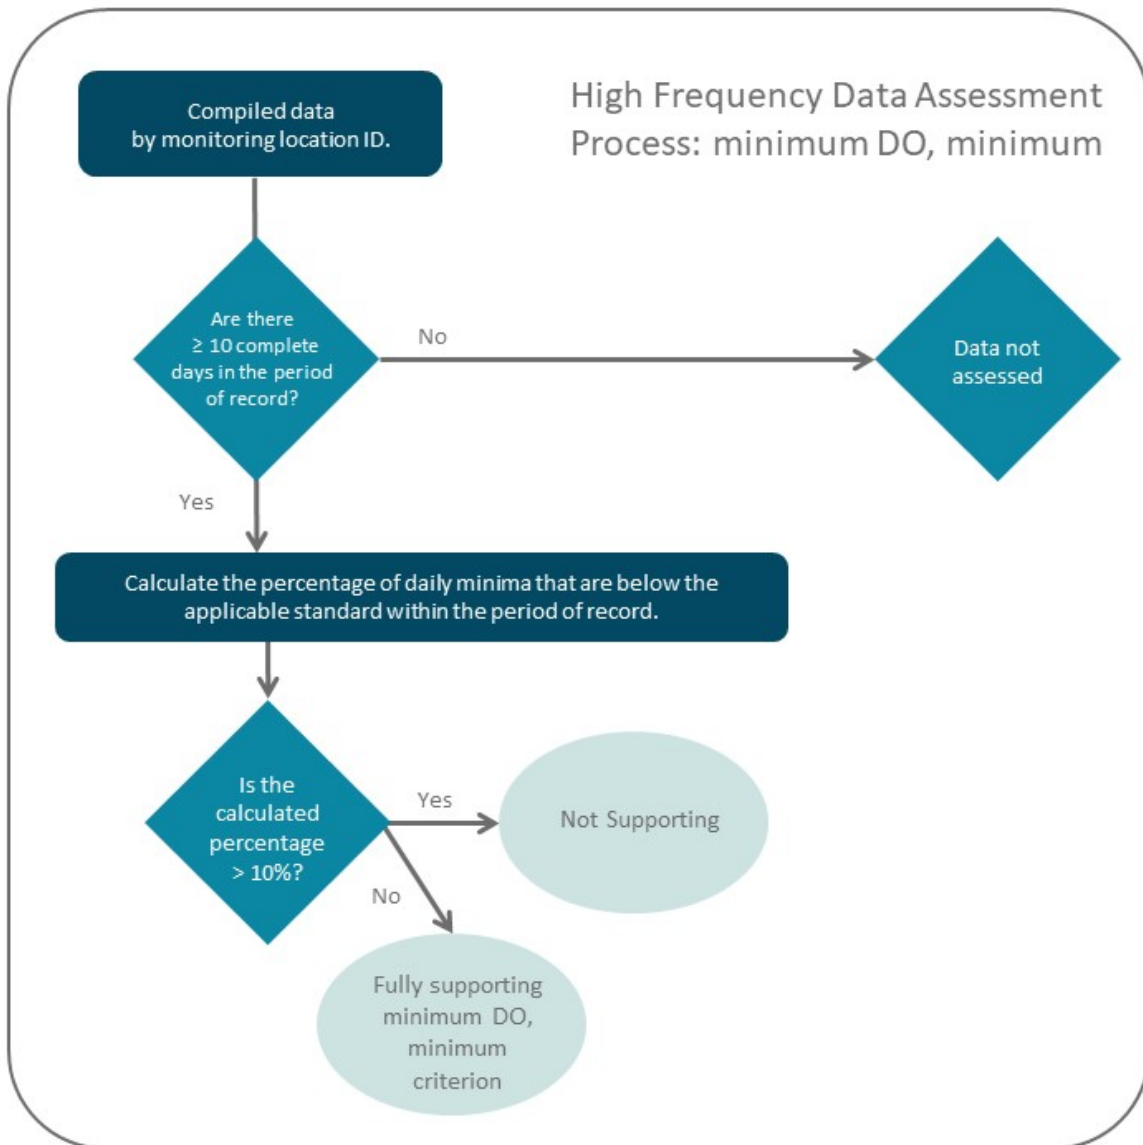 High Frequency Data Assessment
Process: minimum DO, minimum
Compiled data
by monitoring location ID.
Are there
≥ 10 complete
days in the period
of record?
No
Data not
assessed
Yes
Calculate the percentage of daily minima that are below the
applicable standard within the period of record.
Is the
calculated
percentage
> 10%?
Yes
Not Supporting
No
Fully supporting
minimum DO,
minimum
criterion